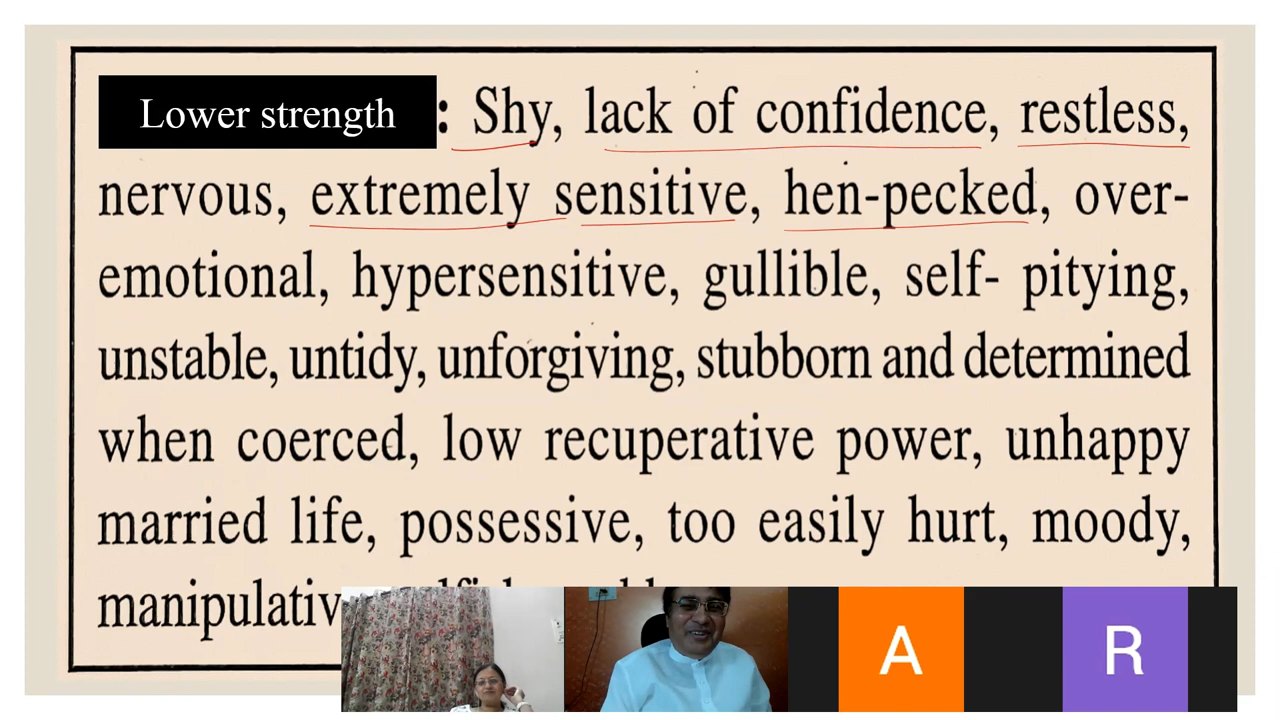 Lower strength : Shy, lack of confidence, restless,
nervous, extremely sensitive, hen-pecked, over-
emotional, hypersensitive, gullible, self- pitying,
unstable, untidy, unforgiving, stubborn and determined
when coerced, low recuperative power, unhappy
married life, possessive, too easily hurt, moody,
manipulativ
A R